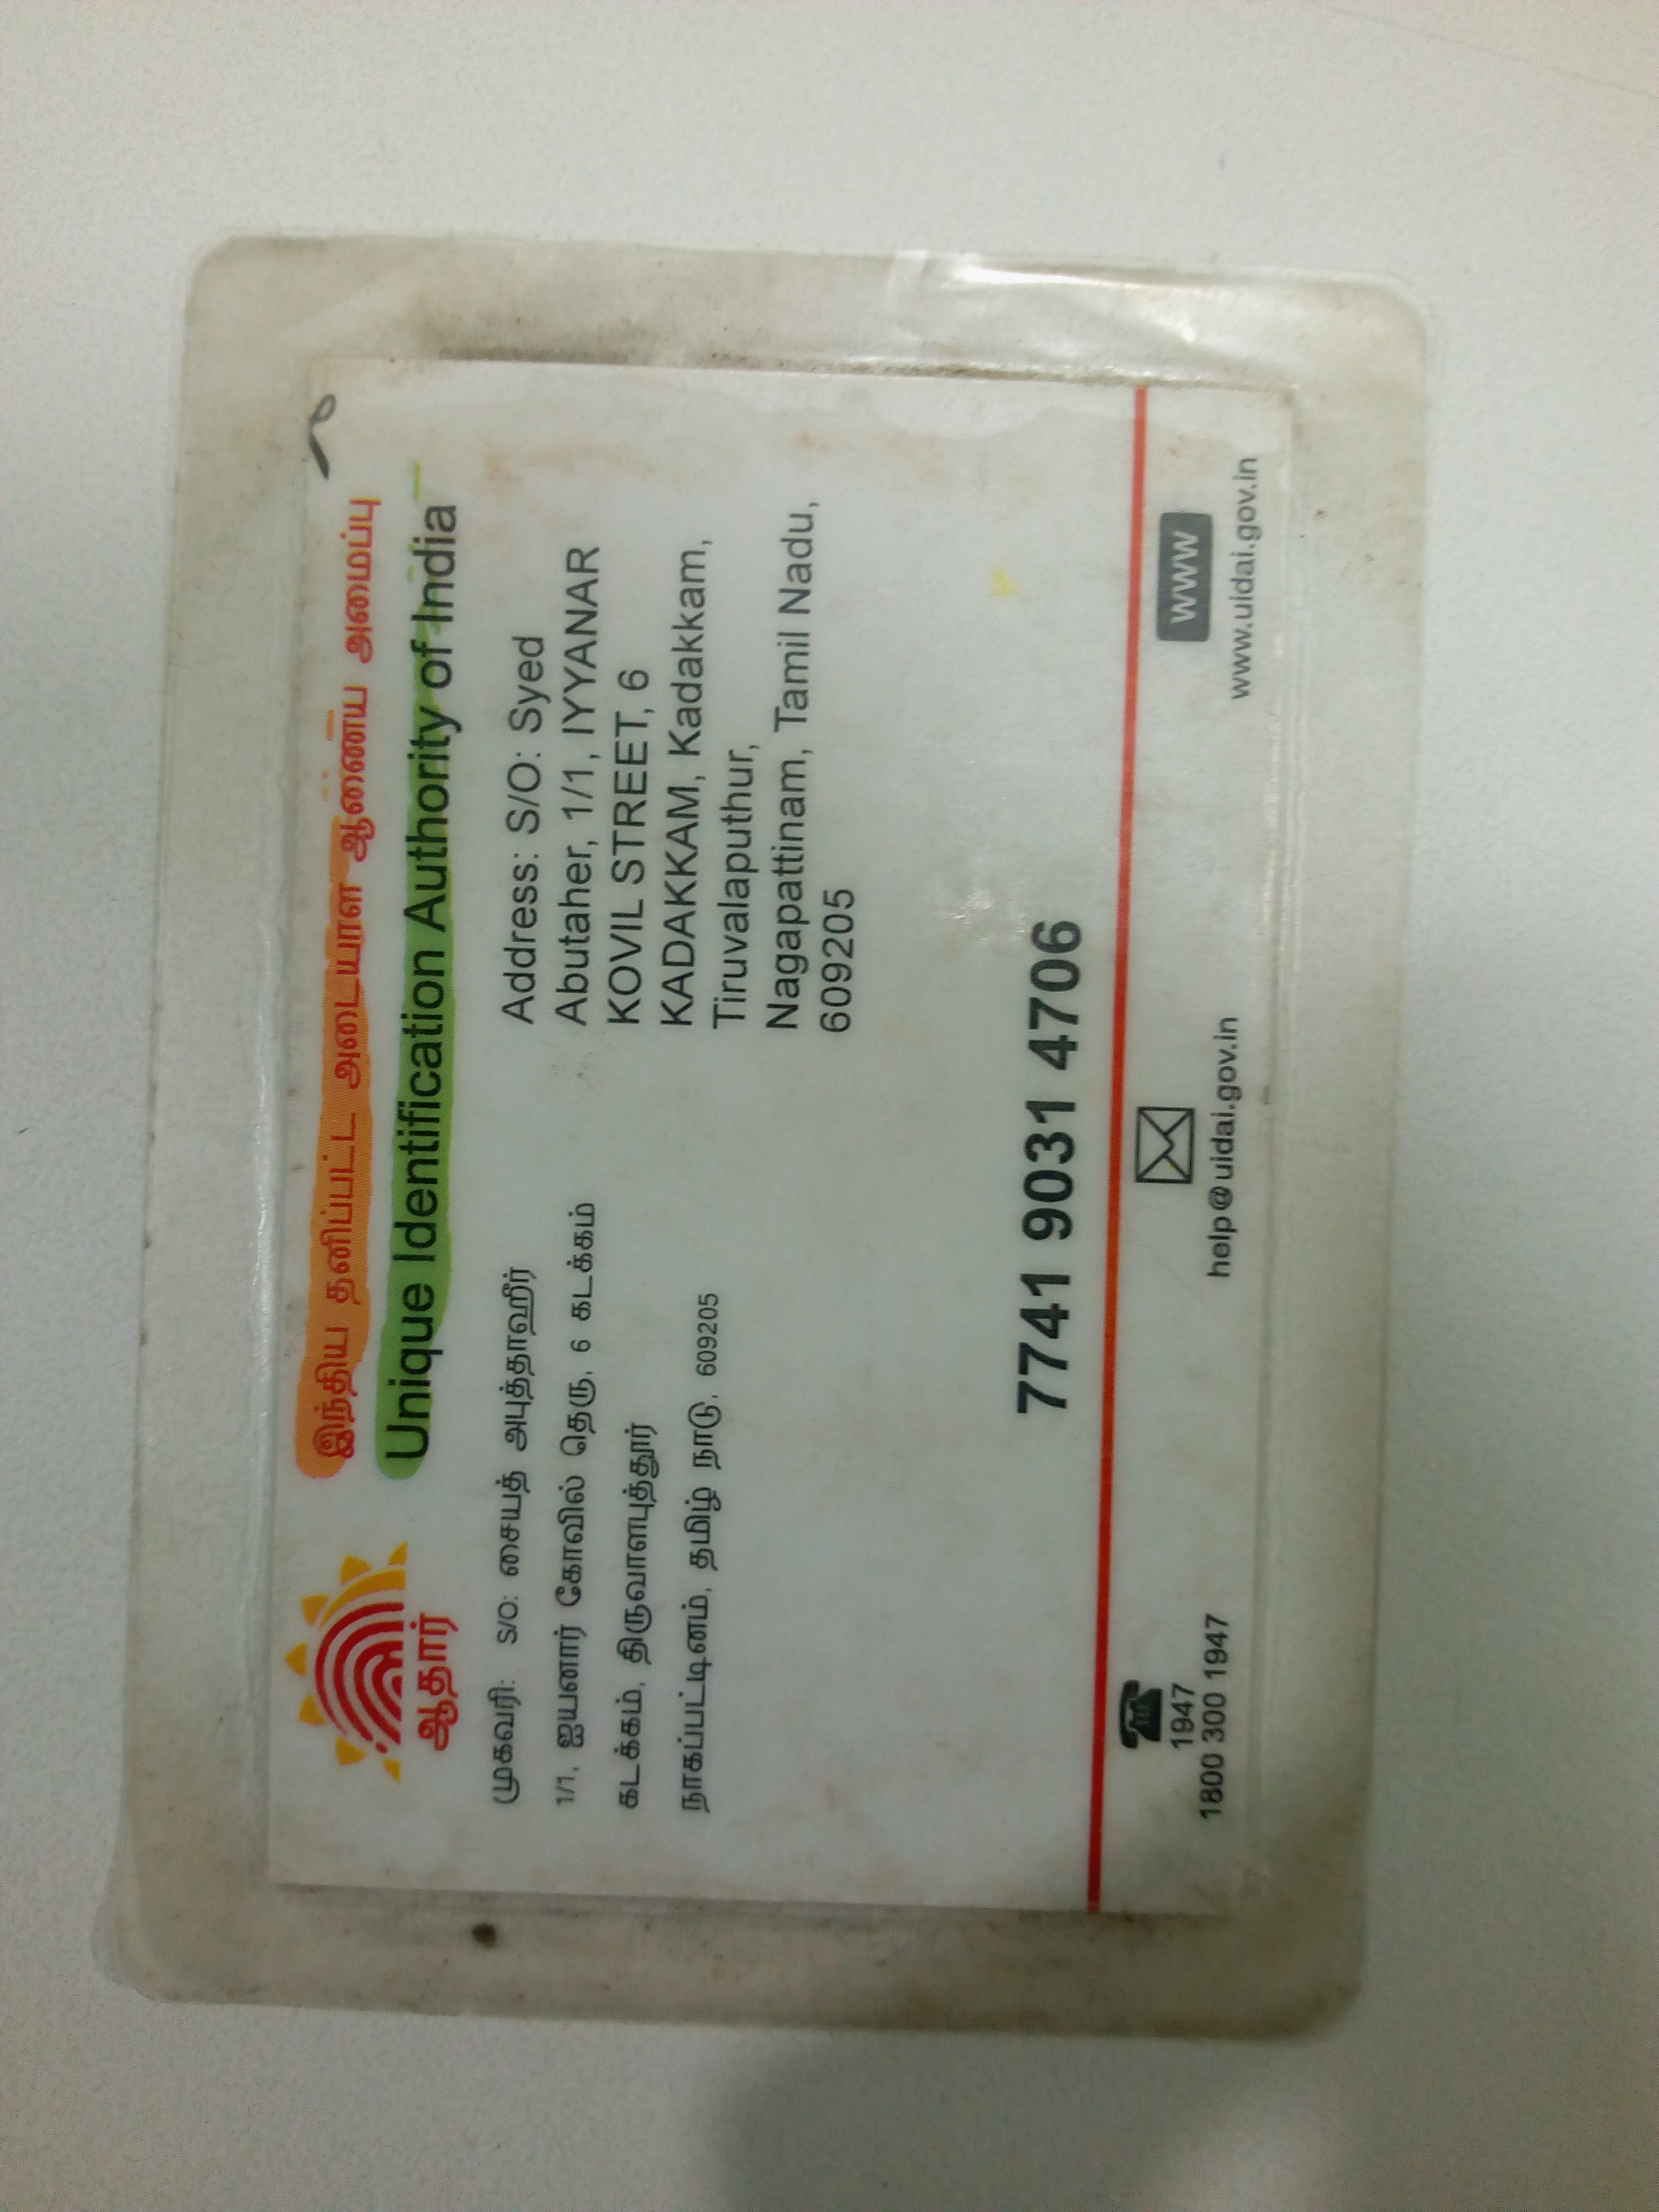 இந்திய தனிப்பட்ட அடையாள ஆணைய அமைப்பு
Unique Identification Authority of India
ஆதார்
முகவரி: S/O: சையத் அபுத்தாஹீர்
1/1, ஐயனார் கோவில் தெரு, 6 கடக்கம்
கடக்கம், திருவாளபுத்தூர்
நாகப்பட்டினம், தமிழ் நாடு, 609205
Address: S/O: Syed
Abutaher, 1/1, IYYANAR
KOVIL STREET, 6
KADAKKAM, Kadakkam,
Tiruvalaputhur,
Nagapattinam, Tamil Nadu,
609205
7741 9031 4706
1947
1800 300 1947
help@uidai.gov.in
WWW
www.uidai.gov.in